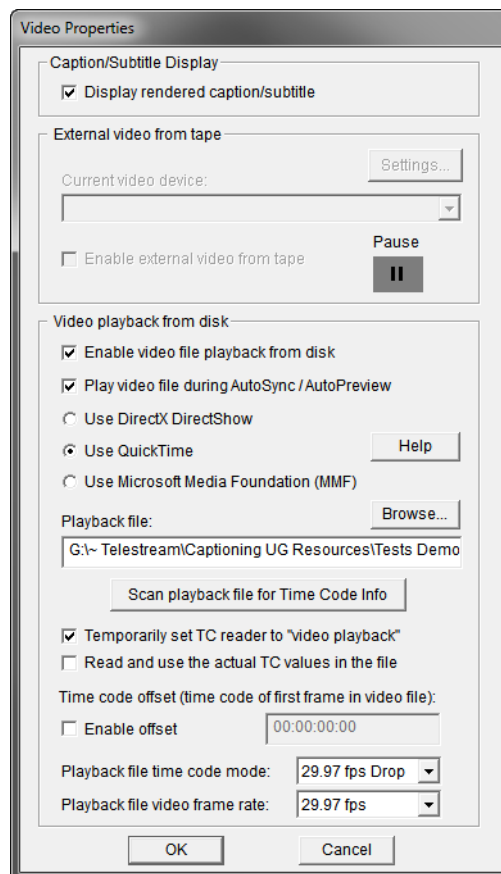 Video Properties
Caption/Subtitle Display
Display rendered caption/subtitle
External video from tape
Settings...
Current video device:
Enable external video from tape
Pause
Video playback from disk
Enable video file playback from disk
Play video file during AutoSync / AutoPreview
Use DirectX DirectShow
Use QuickTime
Help
Use Microsoft Media Foundation (MMF)
Browse...
Playback file:
G:\~ Telestream\Captioning UG Resources\Tests Demo
Scan playback file for Time Code Info
Temporarily set TC reader to "video playback"
Read and use the actual TC values in the file
Time code offset (time code of first frame in video file):
Enable offset 00:00:00:00
Playback file time code mode: 29.97 fps Drop
Playback file video frame rate: 29.97 fps
OK Cancel